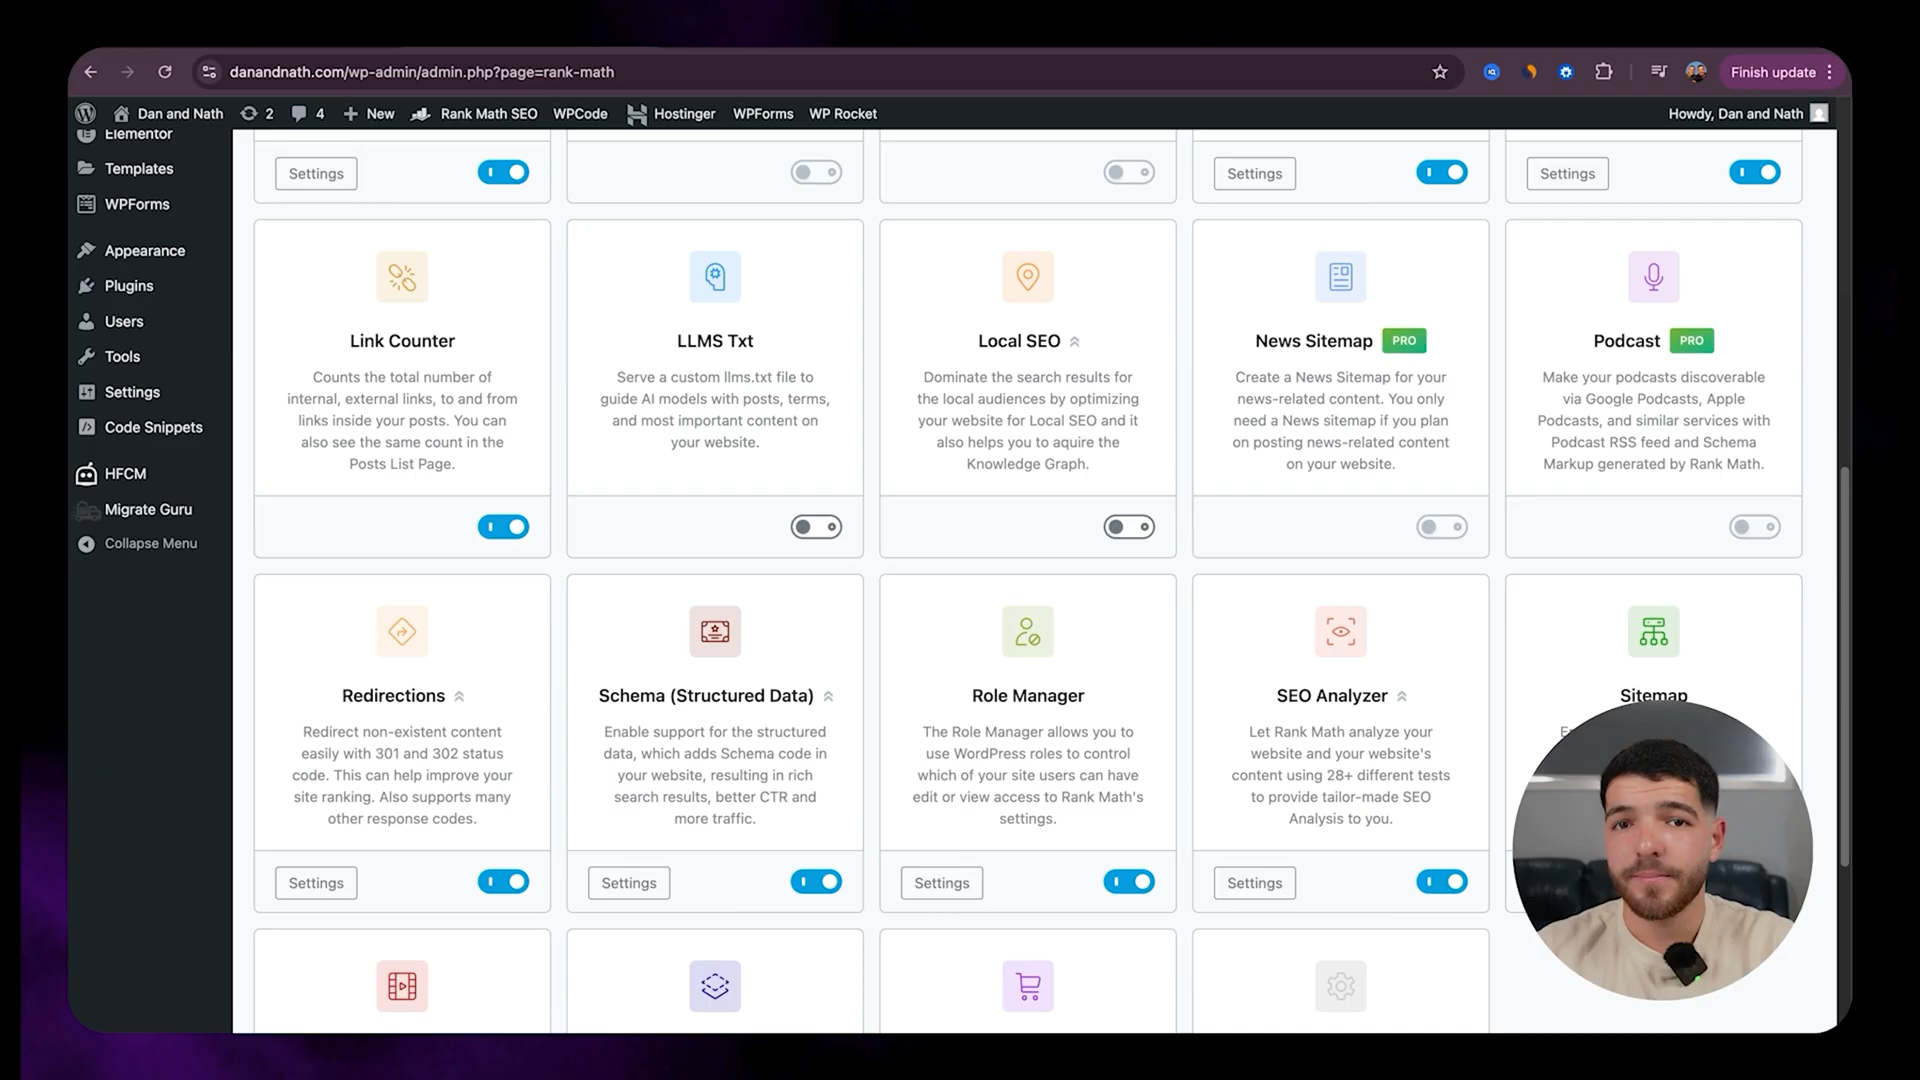 danandnath.com/wp-admin/admin.php?page=rank-math
Finish update
Dan and Nath
2
4
New
Rank Math SEO
WPCode
Hostinger
WPForms
WP Rocket
Howdy, Dan and Nath
Elementor
Templates
WPForms
Appearance
Plugins
Users
Tools
Settings
Code Snippets
HFCM
Migrate Guru
Collapse Menu
Settings
Settings
Settings
Link Counter
Counts the total number of
internal, external links, to and from
links inside your posts. You can
also see the same count in the
Posts List Page.
LLMS Txt
Serve a custom llms.txt file to
guide AI models with posts, terms,
and most important content on
your website.
Local SEO
Dominate the search results for
the local audiences by optimizing
your website for Local SEO and it
also helps you to aquire the
Knowledge Graph.
News Sitemap PRO
Create a News Sitemap for your
news-related content. You only
need a News sitemap if you plan
on posting news-related content
on your website.
Podcast PRO
Make your podcasts discoverable
via Google Podcasts, Apple
Podcasts, and similar services with
Podcast RSS feed and Schema
Markup generated by Rank Math.
Redirections
Redirect non-existent content
easily with 301 and 302 status
code. This can help improve your
site ranking. Also supports many
other response codes.
Settings
Schema (Structured Data)
Enable support for the structured
data, which adds Schema code in
your website, resulting in rich
search results, better CTR and
more traffic.
Settings
Role Manager
The Role Manager allows you to
use WordPress roles to control
which of your site users can have
edit or view access to Rank Math's
settings.
Settings
SEO Analyzer
Let Rank Math analyze your
website and your website's
content using 28+ different tests
to provide tailor-made SEO
Analysis to you.
Settings
Sitemap